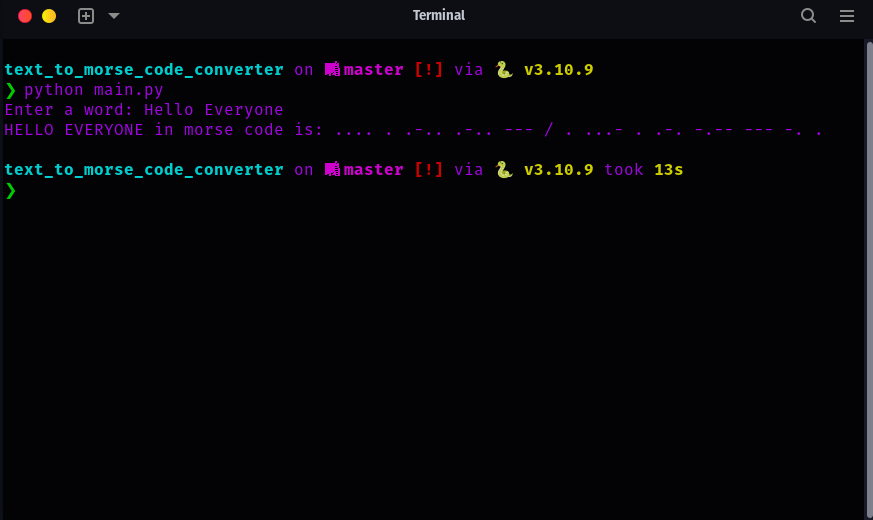 Terminal
text_to_morse_code_converter on master [!] via 🐍 v3.10.9
❯ python main.py
Enter a word: Hello Everyone
HELLO EVERYONE in morse code is: .... . .-.. .-.. --- / . ...- . .-. -.-- --- -. .
text_to_morse_code_converter on master [!] via 🐍 v3.10.9 took 13s
❯